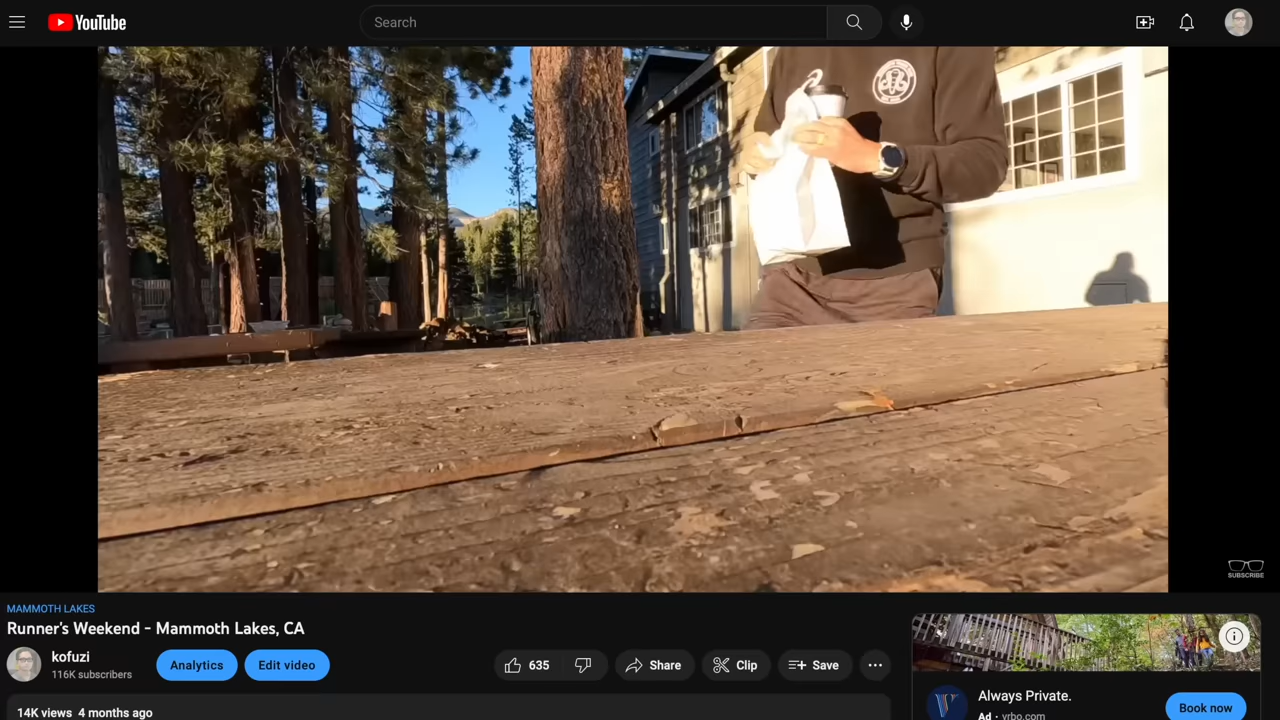 YouTube
Search
SUBSCRIBE
MAMMOTH LAKES
Runner's Weekend - Mammoth Lakes, CA
kofuzi
116K subscribers
Analytics
Edit video
635
Share
Clip
Save
14K views 4 months ago
Always Private.
Ad · vrbo.com
Book now